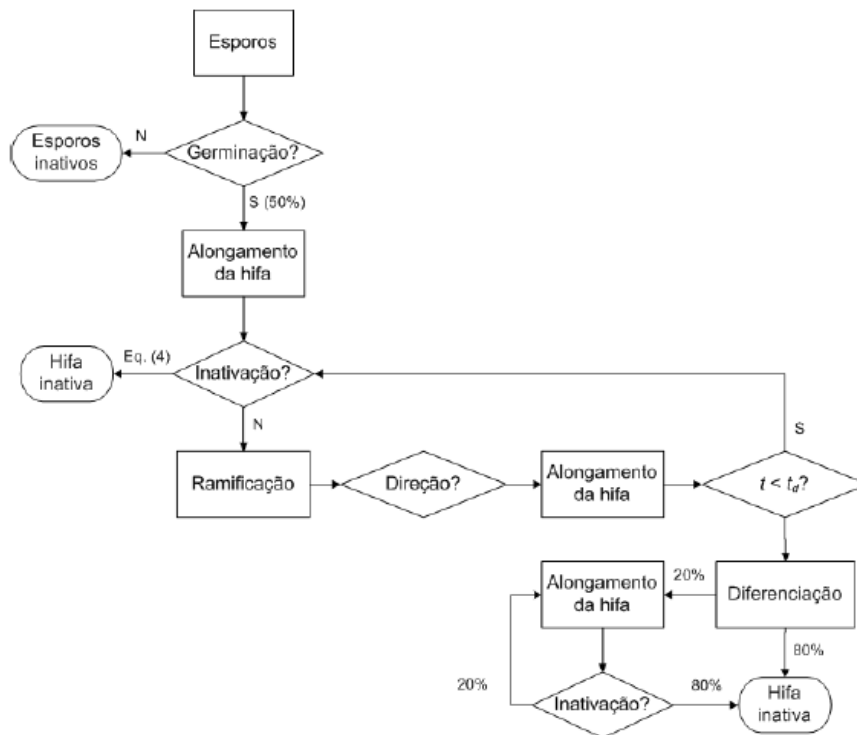 Esporos
N
Germinação?
Esporos
inativos
S (50%)
Alongamento
da hifa
Eq. (4)
Hifa
inativa
Inativação?
N
S
Ramificação
Direção?
Alongamento
da hifa
t < td?
Alongamento
da hifa
20%
Diferenciação
80%
20%
Inativação?
80%
Hifa
inativa